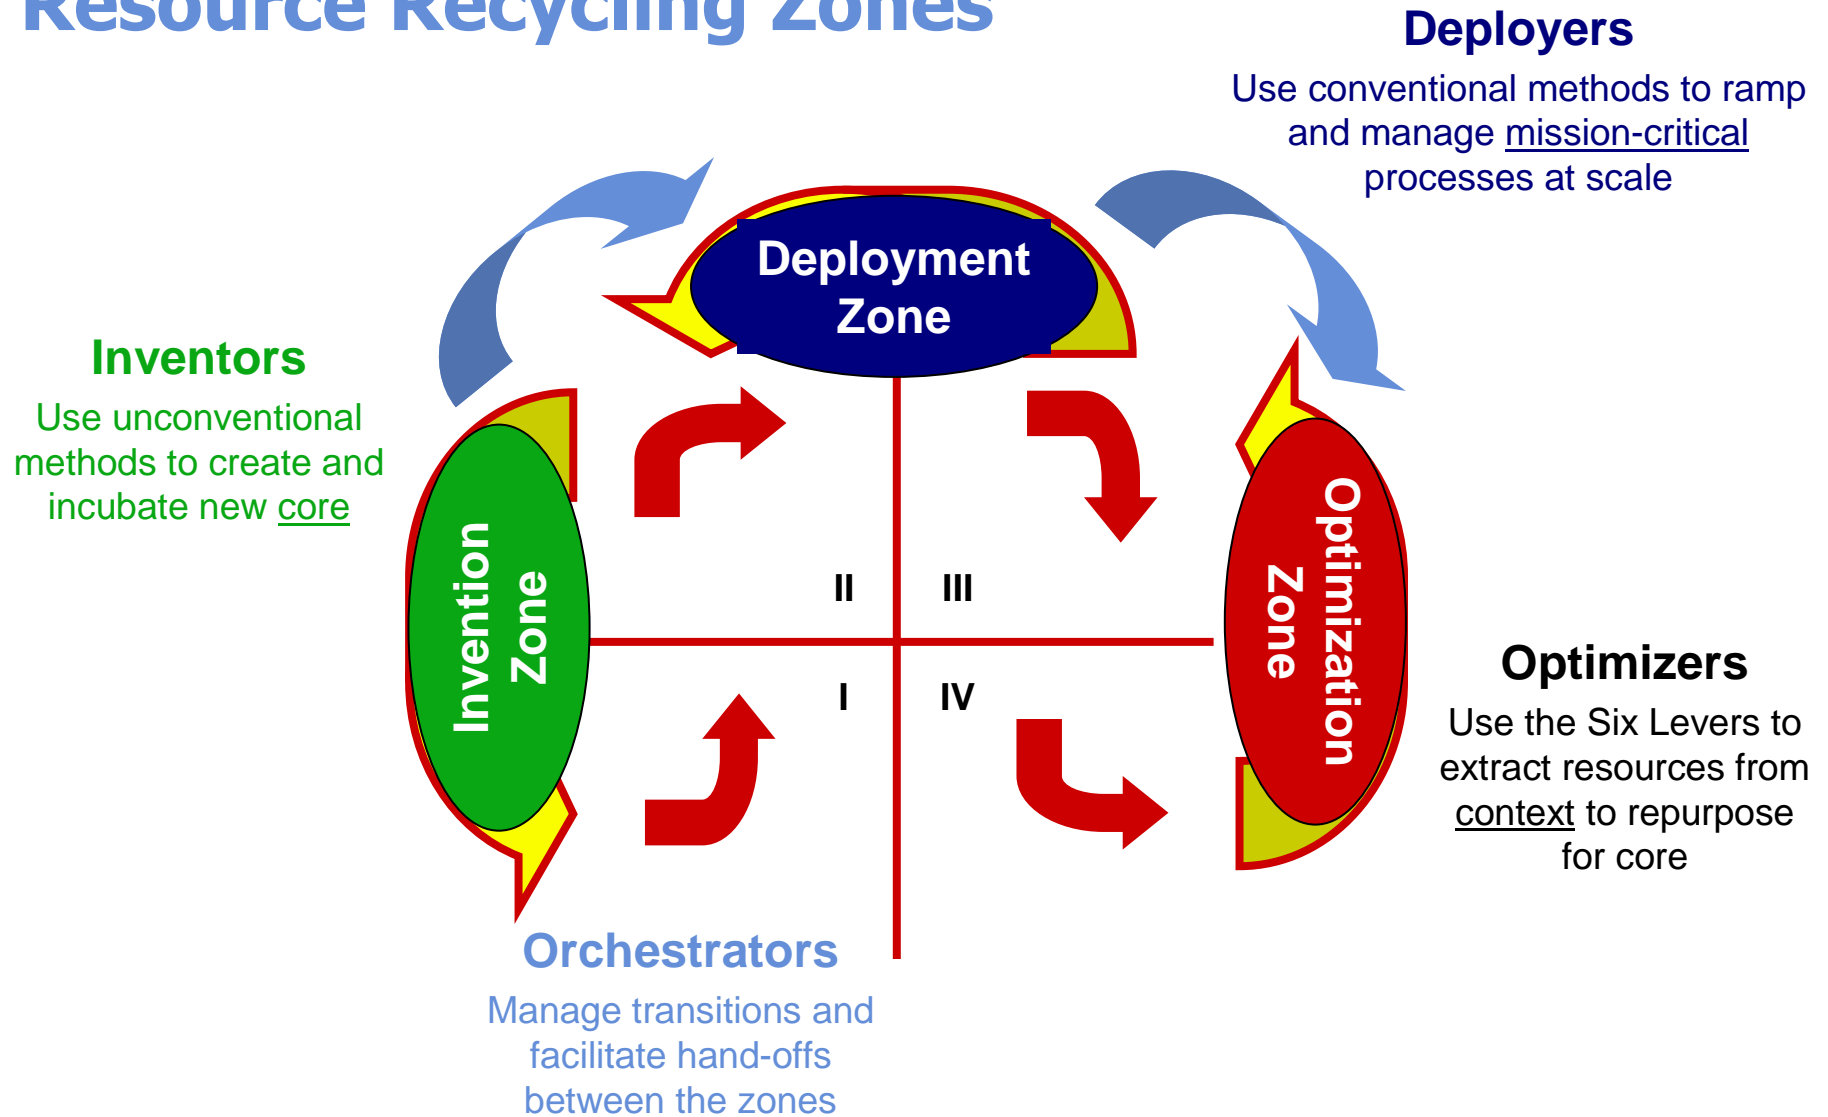 Resource Recycling Zones
Deployers
Use conventional methods to ramp
and manage mission-critical
processes at scale
Deployment
Zone
Inventors
Use unconventional
methods to create and
incubate new core
Invention
Zone
Optimization
Zone
II
III
I
IV
Optimizers
Use the Six Levers to
extract resources from
context to repurpose
for core
Orchestrators
Manage transitions and
facilitate hand-offs
between the zones